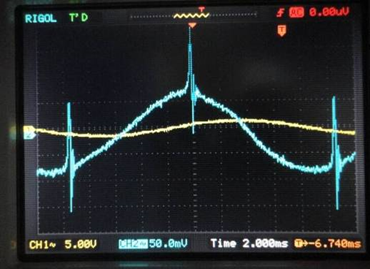 RIGOL T'D AC 0.00uV
CH1~ 5.00V CH2~ 50.0mV Time 2.000ms T→-6.740ms